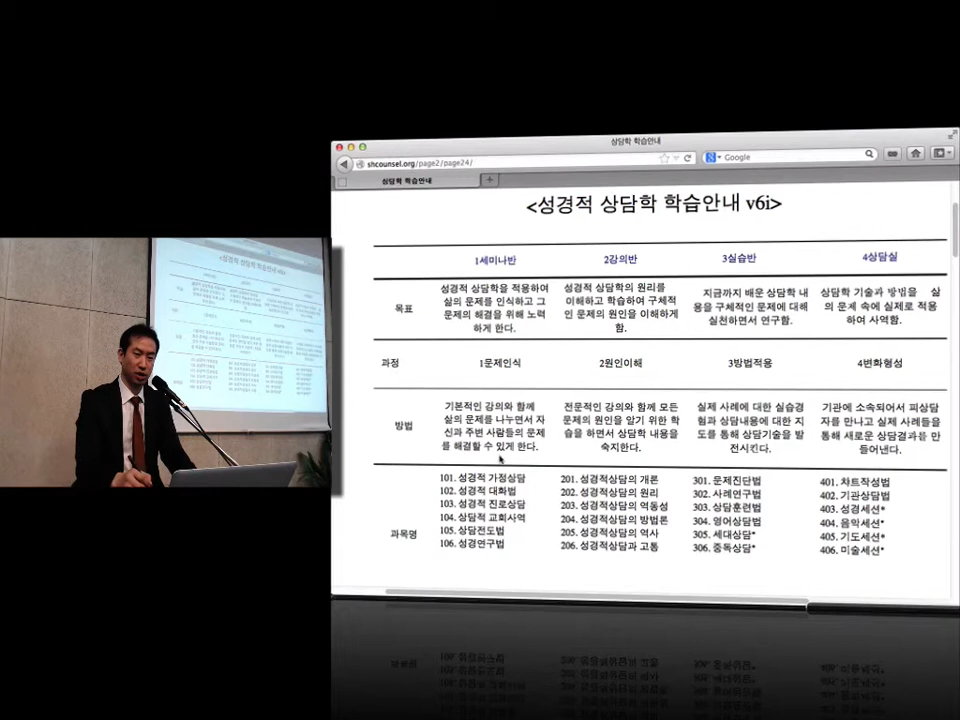 상담학 학습안내
shcounsel.org/page2/page24/
Google
상담학 학습안내
<성경적 상담학 학습안내 v6i>
1세미나반 2강의반 3실습반 4상담실
목표
성경적 상담학을 적용하여
삶의 문제를 인식하고 그
문제의 해결을 위해 노력
하게 한다.
성경적 상담학의 원리를
이해하고 학습하여 구체적
인 문제의 원인을 이해하게
함.
지금까지 배운 상담학 내
용을 구체적인 문제에 대해
실천하면서 연구함.
상담학 기술과 방법을 삶
의 문제 속에 실제로 적용
하여 사역함.
과정 1문제인식 2원인이해 3방법적용 4변화형성
방법
기본적인 강의와 함께
삶의 문제를 나누면서 자
신과 주변 사람들의 문제
를 해결할 수 있게 한다.
전문적인 강의와 함께 모든
문제의 원인을 알기 위한 학
습을 하면서 상담학 내용을
숙지한다.
실제 사례에 대한 실습경
험과 상담내용에 대한 지
도를 통해 상담기술을 발
전시킨다.
기관에 소속되어서 피상담
자를 만나고 실제 사례들을
통해 새로운 상담결과를 만
들어낸다.
과목명
101. 성경적 가정상담
102. 성경적 대화법
103. 성경적 진로상담
104. 상담적 교회사역
105. 상담전도법
106. 성경연구법
201. 성경적상담의 개론
202. 성경적상담의 원리
203. 성경적상담의 역동성
204. 성경적상담의 방법론
205. 성경적상담의 역사
206. 성경적상담과 고통
301. 문제진단법
302. 사례연구법
303. 상담훈련법
304. 영어상담법
305. 세대상담*
306. 중독상담*
401. 차트작성법
402. 기관상담법
403. 성경세션*
404. 음악세션*
405. 기도세션*
406. 미술세션*